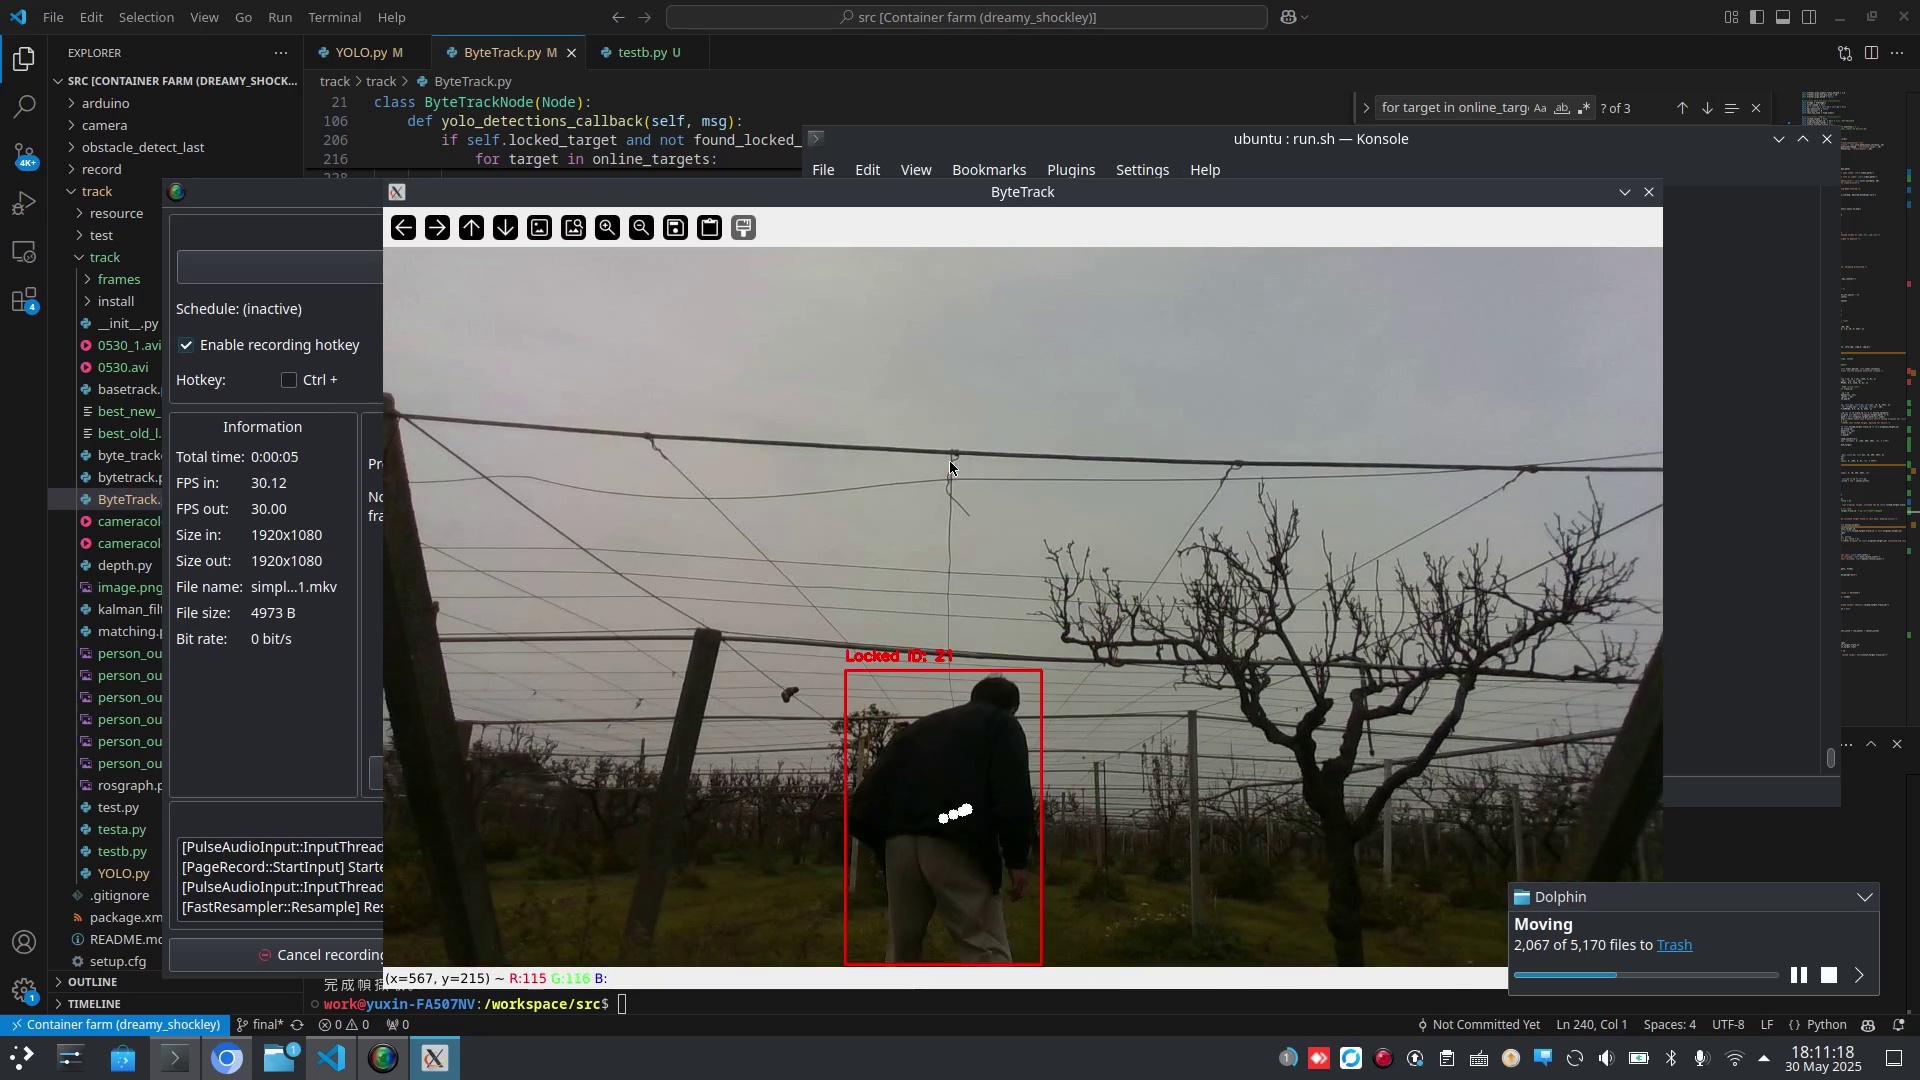 File Edit Selection View Go Run Terminal Help
src [Container farm (dreamy_shockley)]
EXPLORER
YOLO.py M
ByteTrack.py M
testb.py U
SRC [CONTAINER FARM (DREAMY_SHOCK...
track > track > ByteTrack.py
arduino
camera
obstacle_detect_last
record
track
resource
test
track
frames
install
__init__.py
0530_1.avi
0530.avi
basetrack.
best_new_
best_old_l.
byte_track
bytetrack.p
ByteTrack.
cameracol
cameracol
depth.py
image.png
kalman_filt
matching.p
person_ou
person_ou
person_ou
person_ou
person_ou
person_ou
rosgraph.p
test.py
testa.py
testb.py
YOLO.py
.gitignore
package.xm
README.md
setup.cfg
OUTLINE
TIMELINE
4K+
4
1
21 class ByteTrackNode(Node):
106 def yolo_detections_callback(self, msg):
206 if self.locked_target and not found_locked_
216 for target in online_targets:
for target in online_targ Aa ab ? of 3
ubuntu : run.sh — Konsole
File Edit View Bookmarks Plugins Settings Help
ByteTrack
Schedule: (inactive)
Enable recording hotkey
Hotkey: Ctrl +
Information
Total time: 0:00:05
FPS in: 30.12
FPS out: 30.00
Size in: 1920x1080
Size out: 1920x1080
File name: simpl...1.mkv
File size: 4973 B
Bit rate: 0 bit/s
[PulseAudioInput::InputThread
[PageRecord::StartInput] Starte
[PulseAudioInput::InputThread
[FastResampler::Resample] Res
Cancel recording
Locked ID: 21
(x=567, y=215) ~ R:115 G:116 B:
work@yuxin-FA507NV:/workspace/src$
Dolphin
Moving
2,067 of 5,170 files to Trash
Container farm (dreamy_shockley) final* 0 0 0
Not Committed Yet Ln 240, Col 1 Spaces: 4 UTF-8 LF {} Python
1
18:11:18
30 May 2025